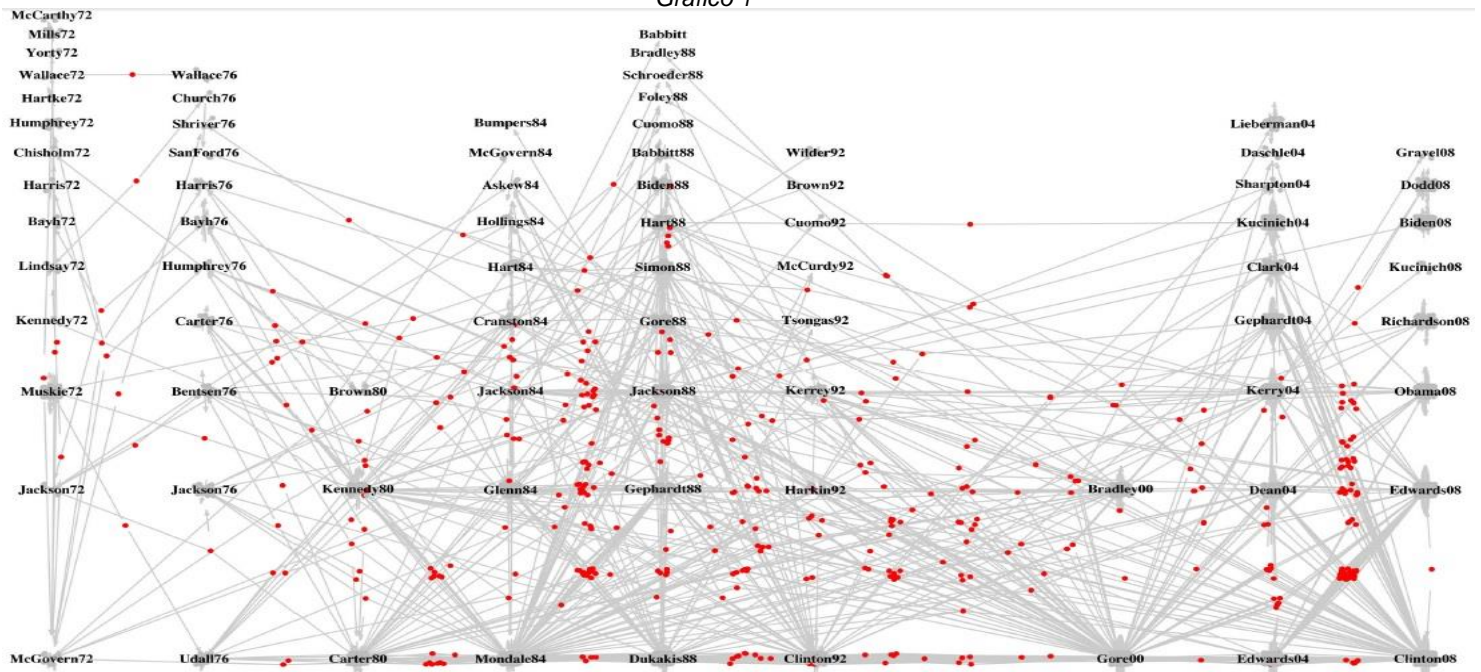 Gráfico 1
McCarthy72
Mills72 Babbitt
Yorty72 Bradley88
Wallace72 Wallace76 Schroeder88
Hartke72 Church76 Foley88
Humphrey72 Shriver76 Bumpers84 Cuomo88 Lieberman04
Chisholm72 SanFord76 McGovern84 Babbitt88 Wilder92 Daschle04 Gravel08
Harris72 Harris76 Askew84 Biden88 Brown92 Sharpton04 Dodd08
Bayh72 Bayh76 Hollings84 Hart88 Cuomo92 Kucinich04 Biden08
Lindsay72 Humphrey76 Hart84 Simon88 McCurdy92 Clark04 Kucinich08
Kennedy72 Carter76 Cranston84 Gore88 Tsongas92 Gephardt04 Richardson08
Muskie72 Bentsen76 Brown80 Jackson84 Jackson88 Kerrey92 Kerry04 Obama08
Jackson72 Jackson76 Kennedy80 Glenn84 Gephardt88 Harkin92 Bradley00 Dean04 Edwards08
McGovern72 Udall76 Carter80 Mondale84 Dukakis88 Clinton92 Gore00 Edwards04 Clinton08